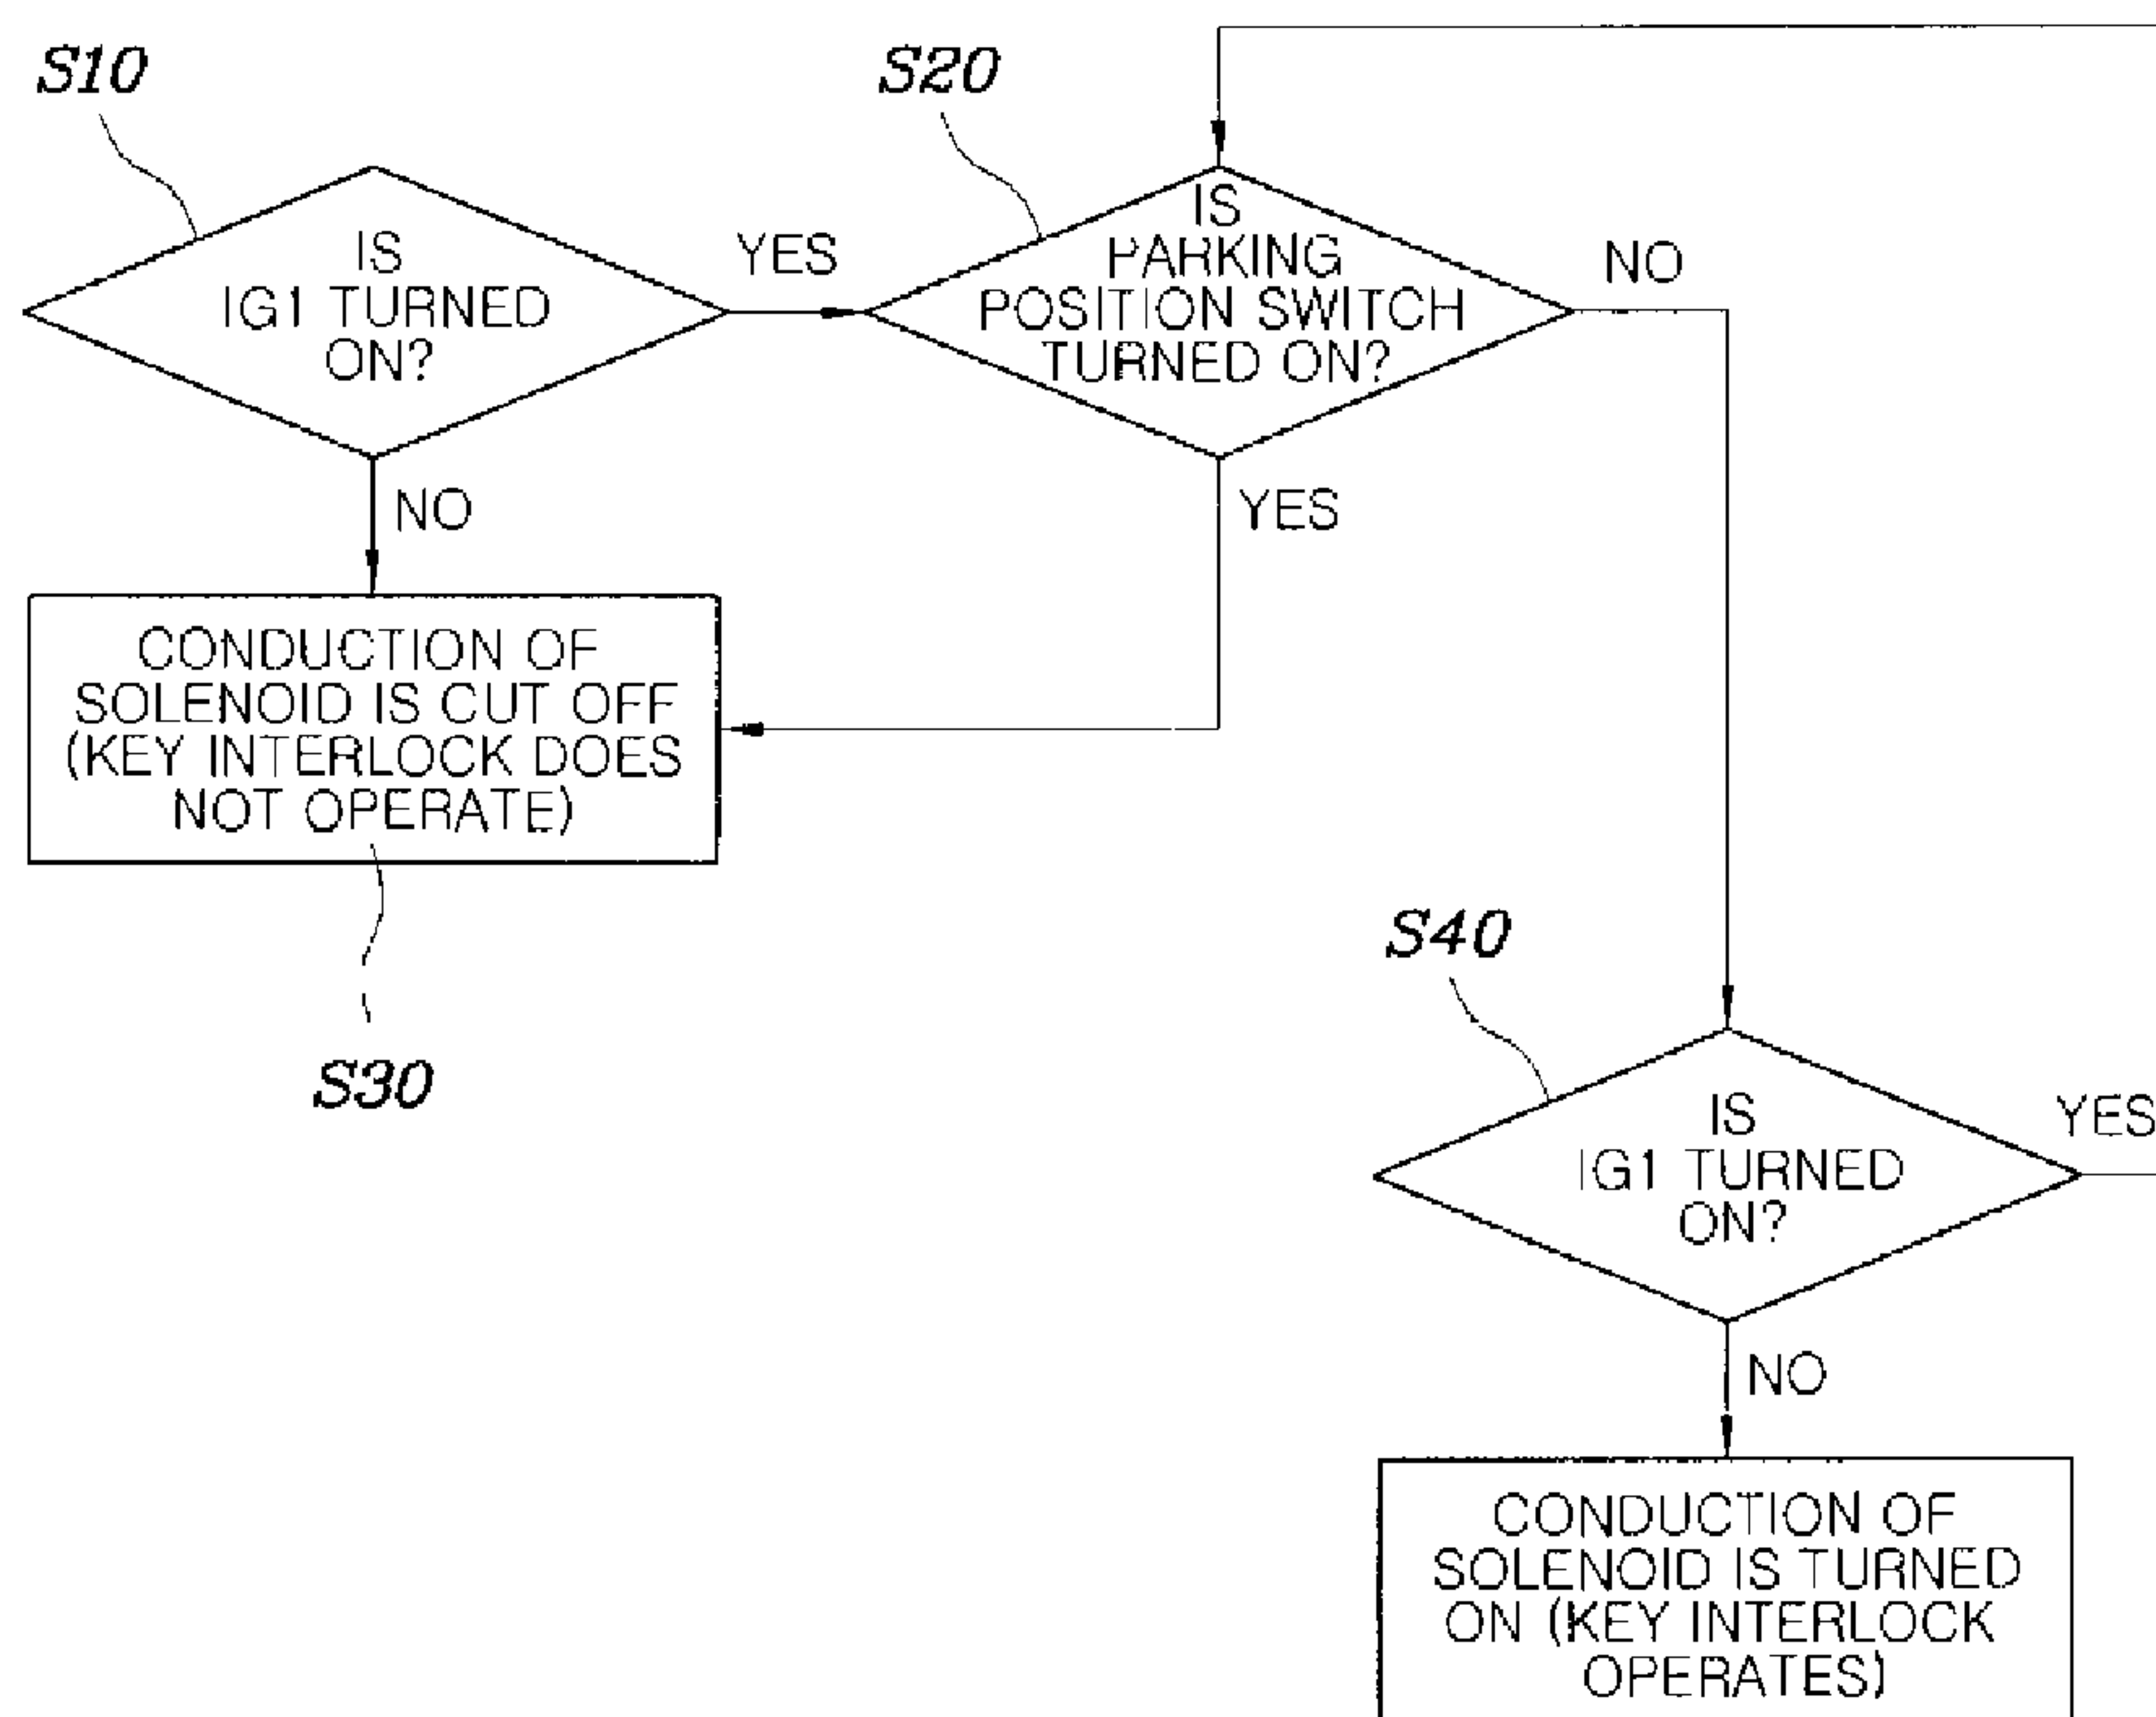 S10
S20
IS
IG1 TURNED
ON?
YES
IS
PARKING
POSITION SWITCH
TURNED ON?
NO
NO
YES
CONDUCTION OF
SOLENOID IS CUT OFF
(KEY INTERLOCK DOES
NOT OPERATE)
S30
S40
IS
IG1 TURNED
ON?
YES
NO
CONDUCTION OF
SOLENOID IS TURNED
ON (KEY INTERLOCK
OPERATES)